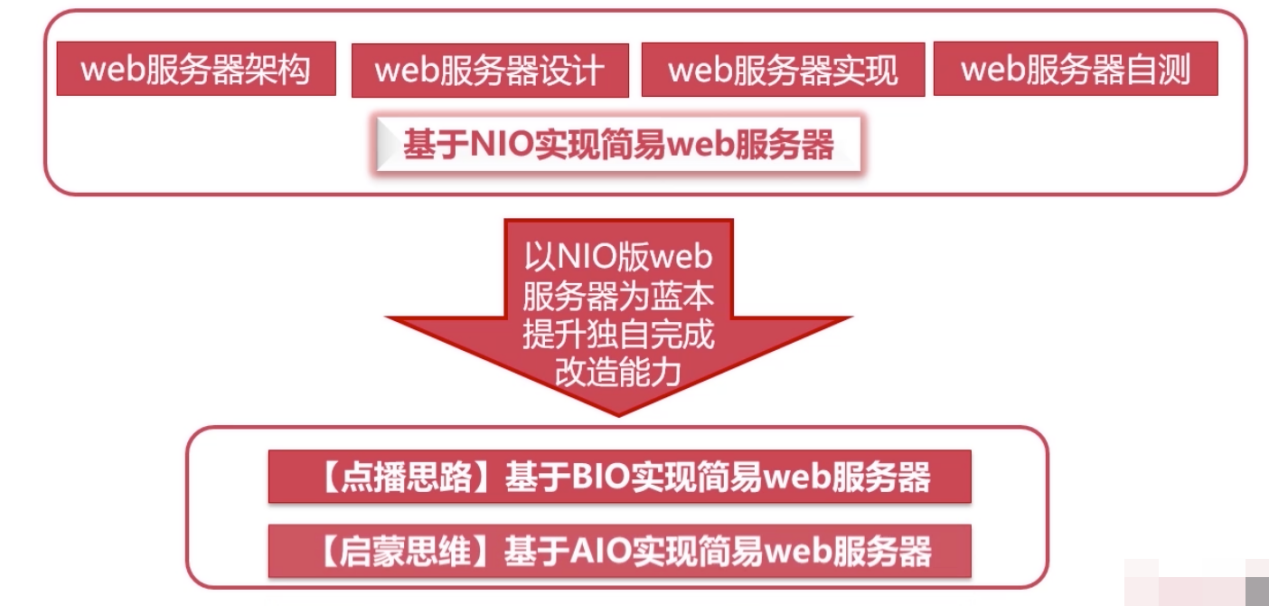 web服务器架构
web服务器设计
web服务器实现
web服务器自测
基于NIO实现简易web服务器
以NIO版web
服务器为蓝本
提升独自完成
改造能力
【点播思路】基于BIO实现简易web服务器
【启蒙思维】基于AIO实现简易web服务器